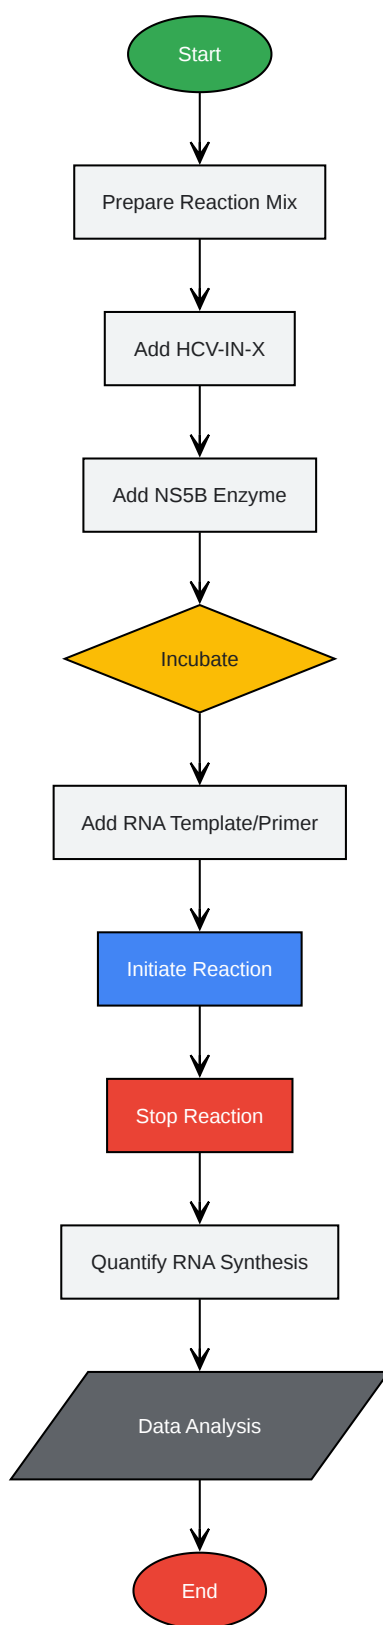 Start
Prepare Reaction Mix
Add HCV-IN-X
Add NS5B Enzyme
Incubate
Add RNA Template/Primer
Initiate Reaction
Stop Reaction
Quantify RNA Synthesis
Data Analysis
End